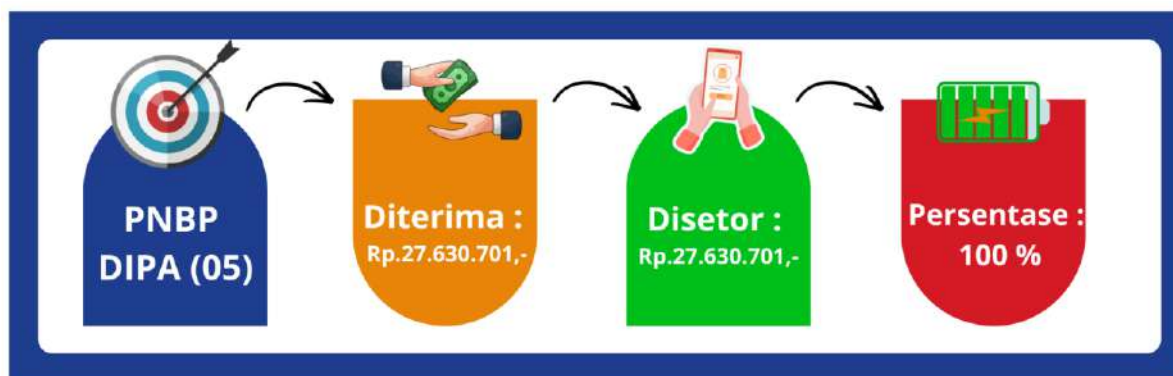 PNBP
DIPA (05)
Diterima :
Rp.27.630.701,-
Disetor :
Rp.27.630.701,-
Persentase :
100 %